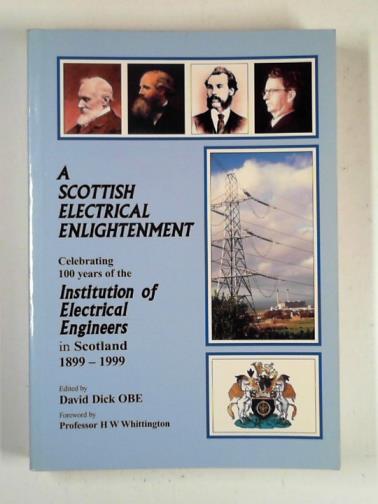 A
SCOTTISH
ELECTRICAL
ENLIGHTENMENT
Celebrating
100 years of the
Institution of
Electrical
Engineers
in Scotland
1899 – 1999
Edited by
David Dick OBE
Foreword by
Professor H W Whittington